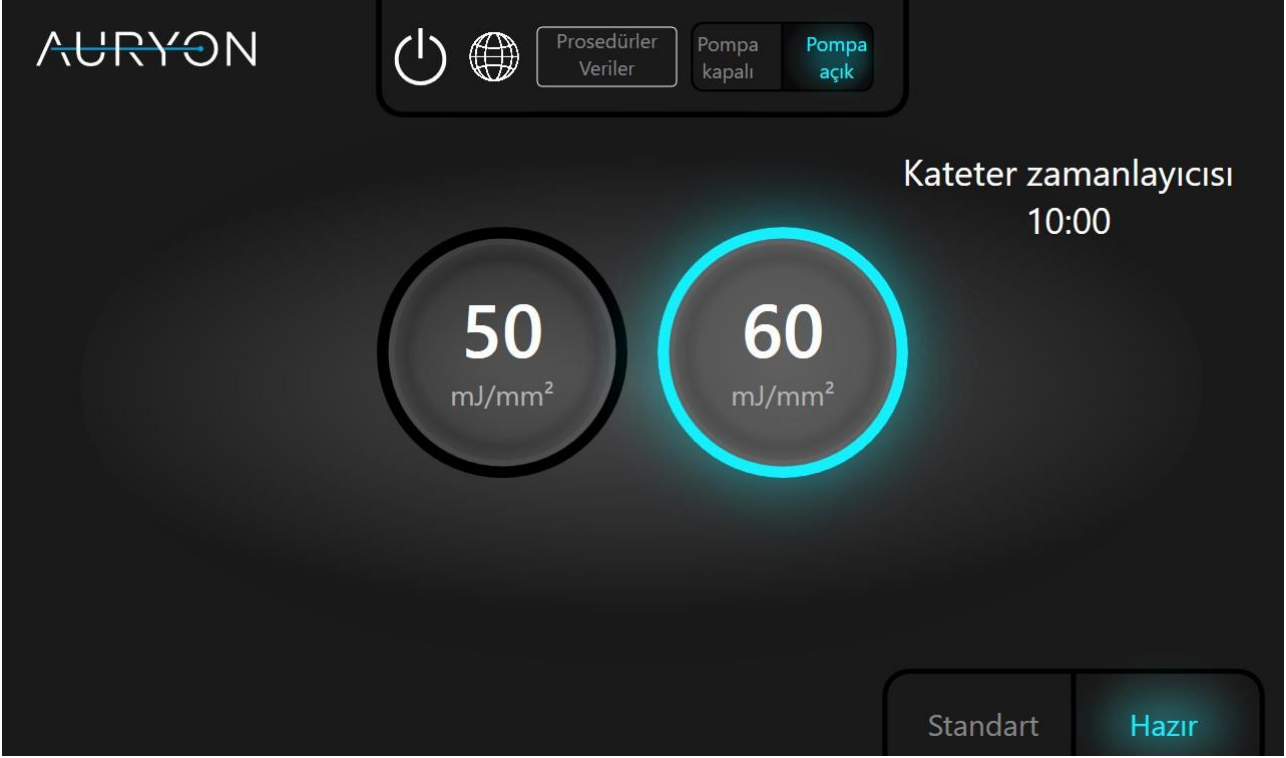 AURYON
Prosedürler
Veriler
Pompa
kapalı
Pompa
açık
Kateter zamanlayıcısı
10:00
50
mJ/mm²
60
mJ/mm²
Standart
Hazır